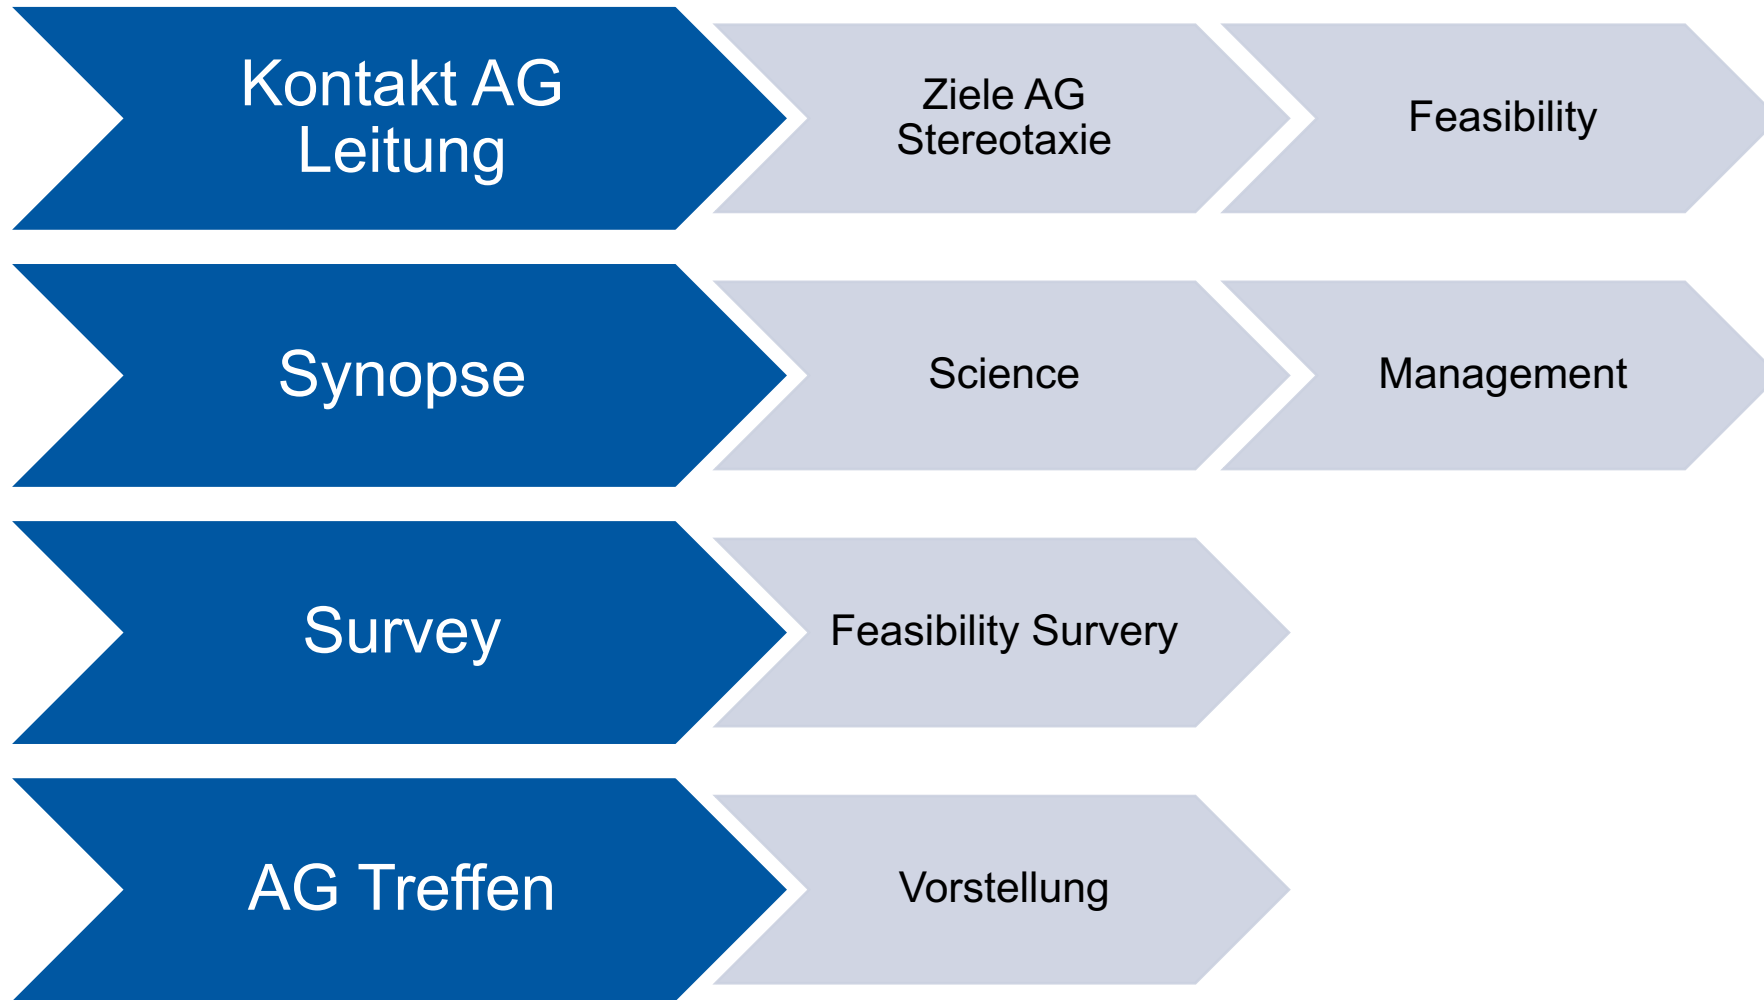 Kontakt AG
Leitung
Ziele AG
Stereotaxie
Feasibility
Synopse
Science
Management
Survey
Feasibility Survery
AG Treffen
Vorstellung